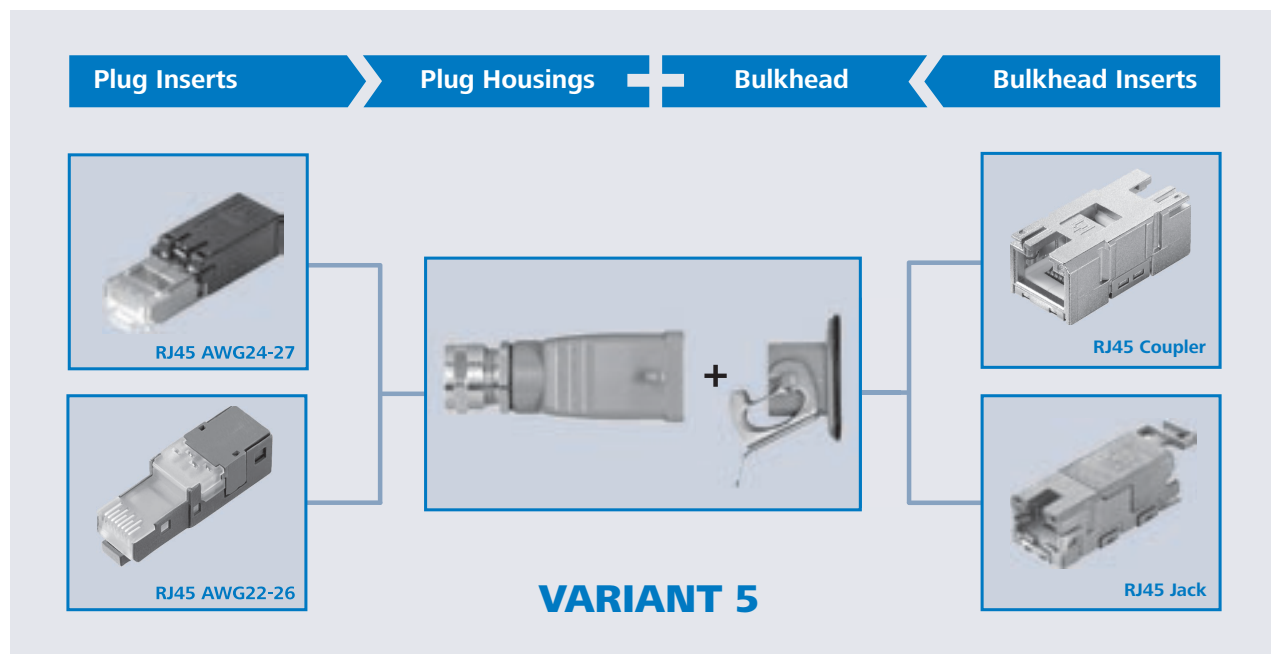 Plug Inserts
Plug Housings
Bulkhead
Bulkhead Inserts
RJ45 AWG24-27
RJ45 AWG22-26
+
RJ45 Coupler
RJ45 Jack
VARIANT 5